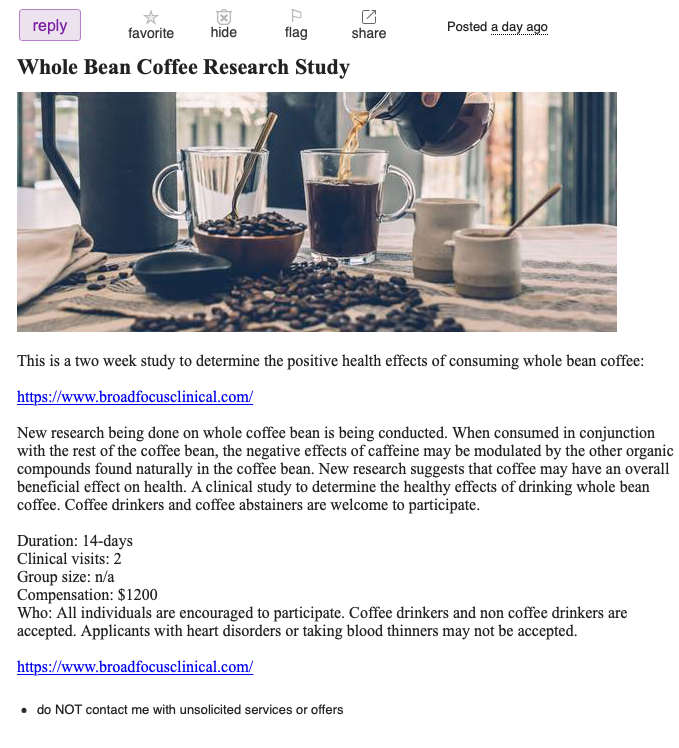 reply
favorite
hide
flag
share
Posted a day ago
Whole Bean Coffee Research Study
This is a two week study to determine the positive health effects of consuming whole bean coffee:
https://www.broadfocusclinical.com/
New research being done on whole coffee bean is being conducted. When consumed in conjunction
with the rest of the coffee bean, the negative effects of caffeine may be modulated by the other organic
compounds found naturally in the coffee bean. New research suggests that coffee may have an overall
beneficial effect on health. A clinical study to determine the healthy effects of drinking whole bean
coffee. Coffee drinkers and coffee abstainers are welcome to participate.
Duration: 14-days
Clinical visits: 2
Group size: n/a
Compensation: $1200
Who: All individuals are encouraged to participate. Coffee drinkers and non coffee drinkers are
accepted. Applicants with heart disorders or taking blood thinners may not be accepted.
https://www.broadfocusclinical.com/
• do NOT contact me with unsolicited services or offers